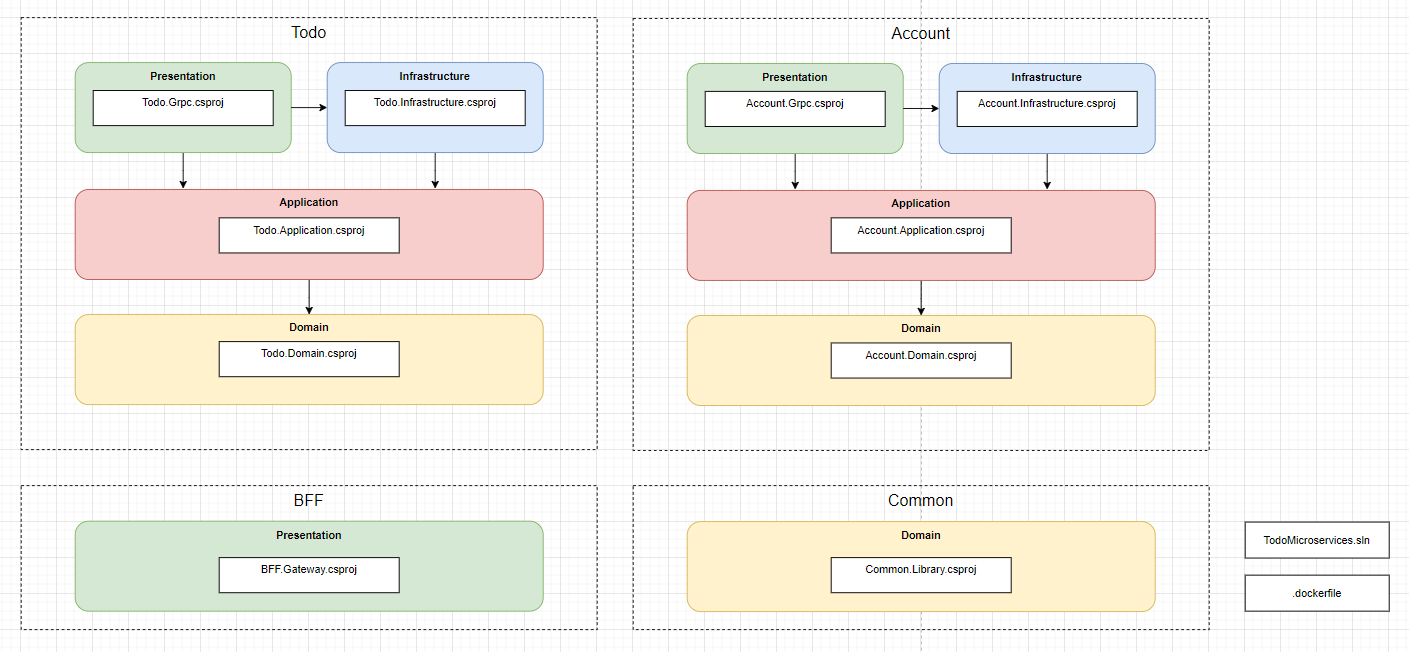 Todo
Presentation
Todo.Grpc.csproj
Infrastructure
Todo.Infrastructure.csproj
Application
Todo.Application.csproj
Domain
Todo.Domain.csproj
Account
Presentation
Account.Grpc.csproj
Infrastructure
Account.Infrastructure.csproj
Application
Account.Application.csproj
Domain
Account.Domain.csproj
BFF
Presentation
BFF.Gateway.csproj
Common
Domain
Common.Library.csproj
TodoMicroservices.sln
.dockerfile